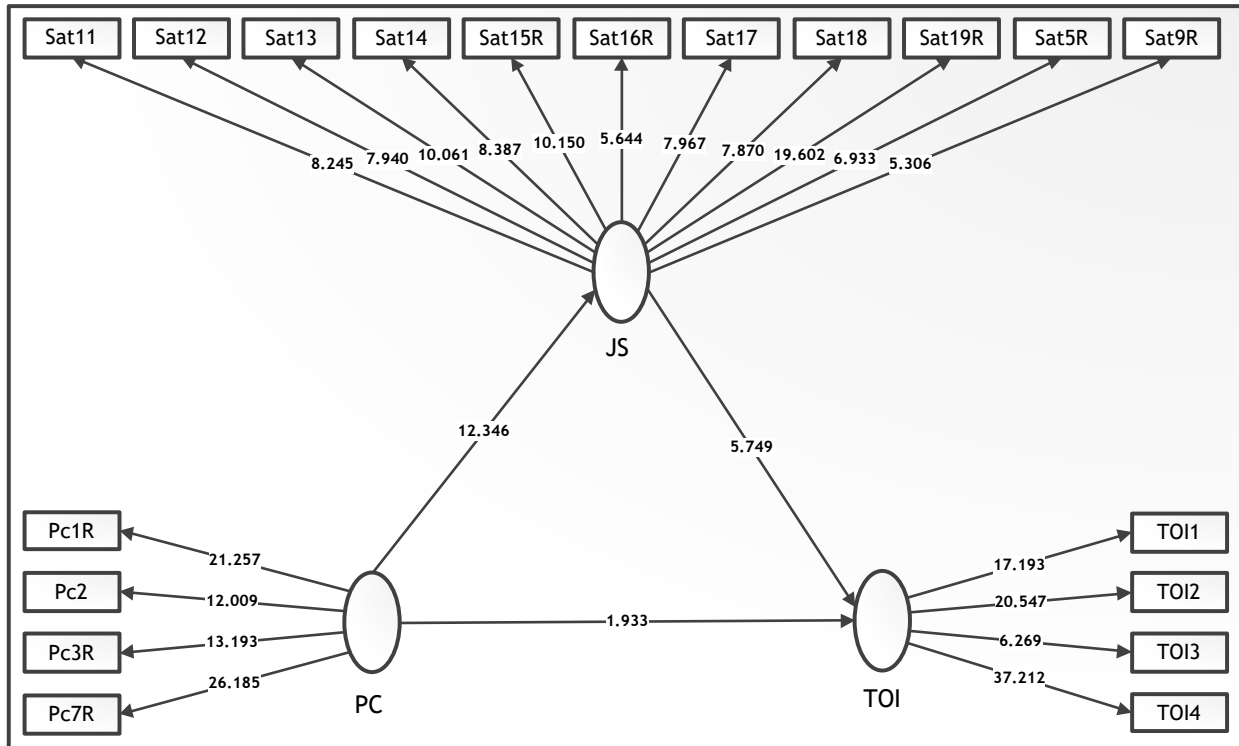 Sat11 Sat12 Sat13 Sat14 Sat15R Sat16R Sat17 Sat18 Sat19R Sat5R Sat9R
8.245 7.940 10.061 8.387 10.150 5.644 7.967 7.870 19.602 6.933 5.306
JS
12.346 5.749
Pc1R
21.257
Pc2
12.009
Pc3R
13.193
Pc7R
26.185
PC
1.933
TOI
17.193
TOI1
20.547
TOI2
6.269
TOI3
37.212
TOI4